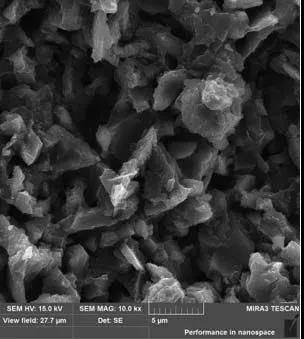 SEM HV: 15.0 kV SEM MAG: 10.0 kx MIRA3 TESCAN
View field: 27.7 µm Det: SE 5 µm
Performance in nanospace